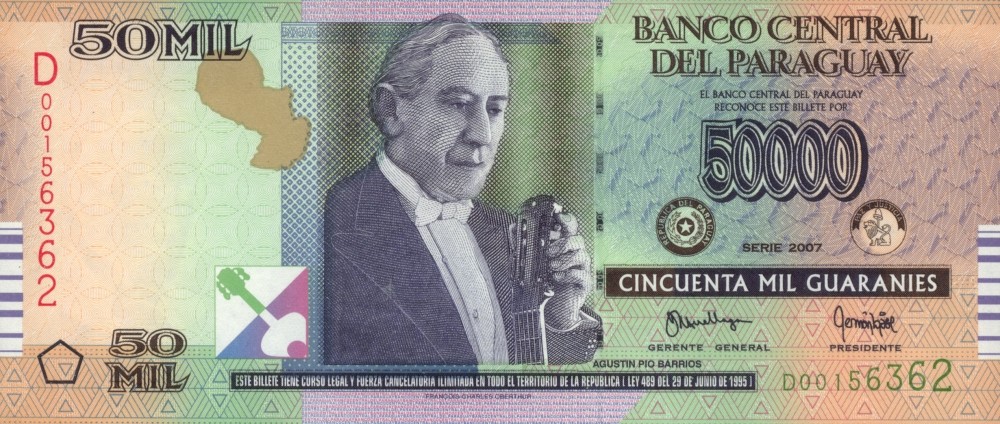 50MIL
BANCO CENTRAL
DEL PARAGUAY
EL BANCO CENTRAL DEL PARAGUAY
RECONOCE ESTE BILLETE POR
50000
D00156362
REPUBLICA DEL PARAGUAY
PAZ Y JUSTICIA
SERIE 2007
CINCUENTA MIL GUARANIES
GERENTE GENERAL
PRESIDENTE
50
MIL
AGUSTIN PIO BARRIOS
ESTE BILLETE TIENE CURSO LEGAL Y FUERZA CANCELATORIA ILIMITADA EN TODO EL TERRITORIO DE LA REPUBLICA ( LEY 489 DEL 29 DE JUNIO DE 1995 )
D00156362
FRANCOIS-CHARLES OBERTHUR